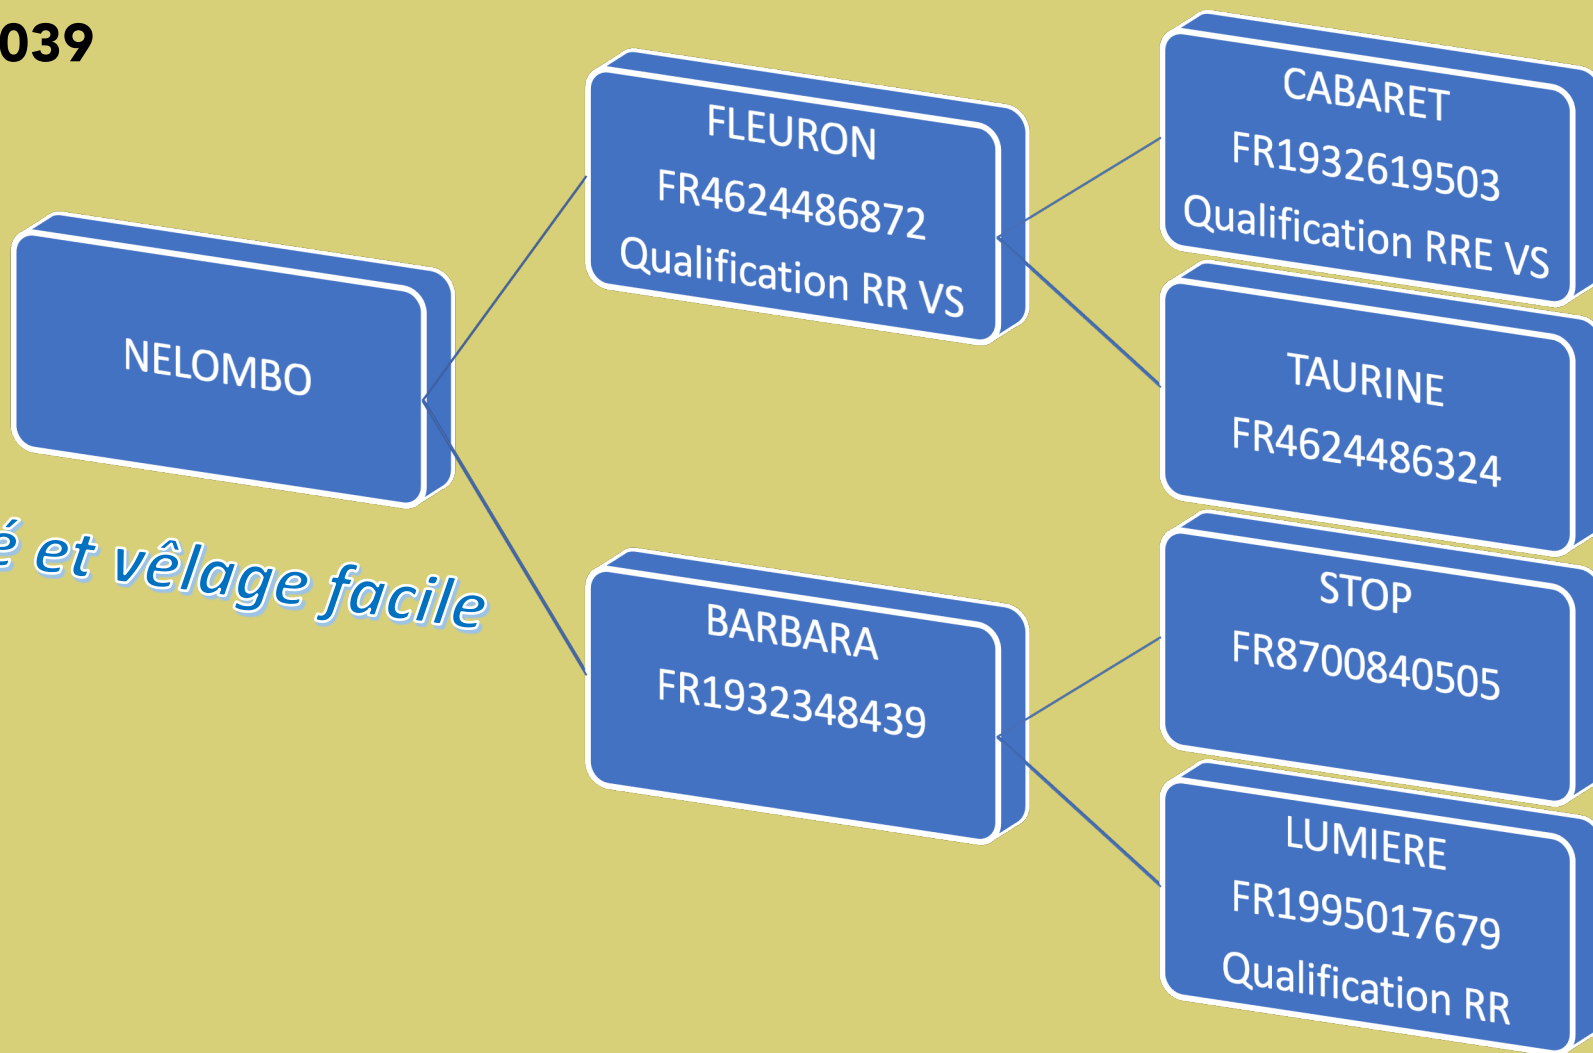 039
NELOMBO
é et vêlage facile
FLEURON
FR4624486872
Qualification RR VS
BARBARA
FR1932348439
CABARET
FR1932619503
Qualification RRE VS
TAURINE
FR4624486324
STOP
FR8700840505
LUMIERE
FR1995017679
Qualification RR